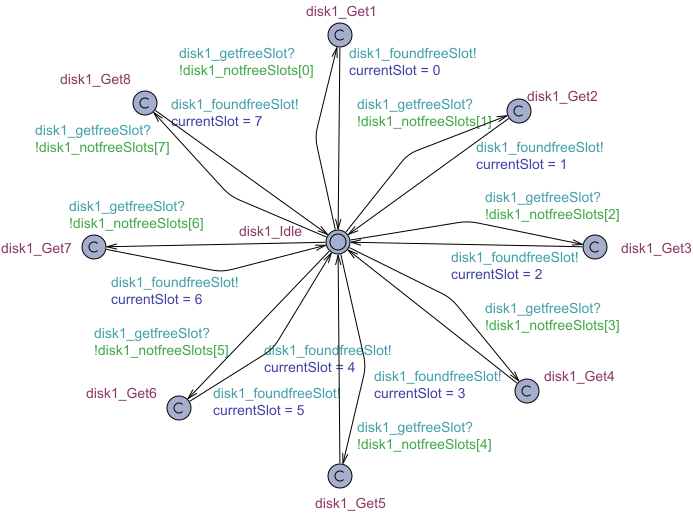 disk1_Get1
disk1_getfreeSlot?
!disk1_notfreeSlots[0]
disk1_foundfreeSlot!
currentSlot = 0
disk1_Get8
C
C
disk1_foundfreeSlot!
currentSlot = 7
disk1_getfreeSlot?
!disk1_notfreeSlots[1]
disk1_Get2
C
disk1_getfreeSlot?
!disk1_notfreeSlots[7]
disk1_foundfreeSlot!
currentSlot = 1
disk1_getfreeSlot?
!disk1_notfreeSlots[6]
disk1_getfreeSlot?
!disk1_notfreeSlots[2]
disk1_Idle
disk1_Get7
C
C
disk1_Get3
disk1_foundfreeSlot!
currentSlot = 6
disk1_foundfreeSlot!
currentSlot = 2
disk1_getfreeSlot?
!disk1_notfreeSlots[3]
disk1_getfreeSlot?
!disk1_notfreeSlots[5]
disk1_foundfreeSlot!
currentSlot = 4
disk1_Get6
C
disk1_foundfreeSlot!
currentSlot = 5
disk1_foundfreeSlot!
currentSlot = 3
C
disk1_Get4
disk1_getfreeSlot?
!disk1_notfreeSlots[4]
C
disk1_Get5